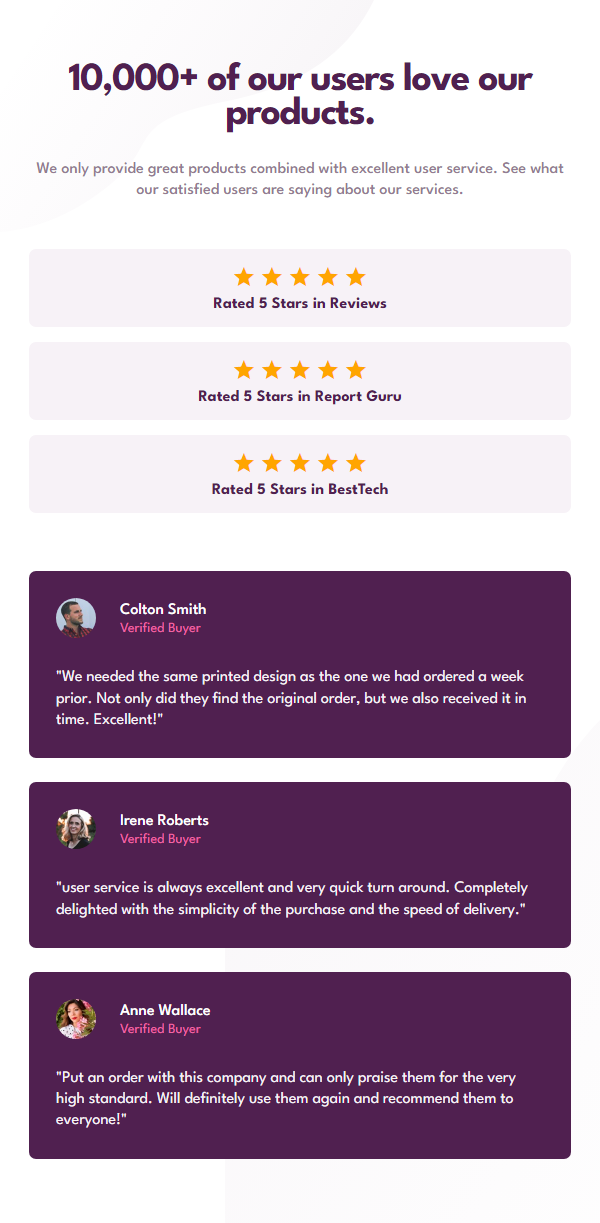 10,000+ of our users love our
products.
We only provide great products combined with excellent user service. See what
our satisfied users are saying about our services.
Rated 5 Stars in Reviews
Rated 5 Stars in Report Guru
Rated 5 Stars in BestTech
Colton Smith
Verified Buyer
"We needed the same printed design as the one we had ordered a week
prior. Not only did they find the original order, but we also received it in
time. Excellent!"
Irene Roberts
Verified Buyer
"user service is always excellent and very quick turn around. Completely
delighted with the simplicity of the purchase and the speed of delivery."
Anne Wallace
Verified Buyer
"Put an order with this company and can only praise them for the very
high standard. Will definitely use them again and recommend them to
everyone!"